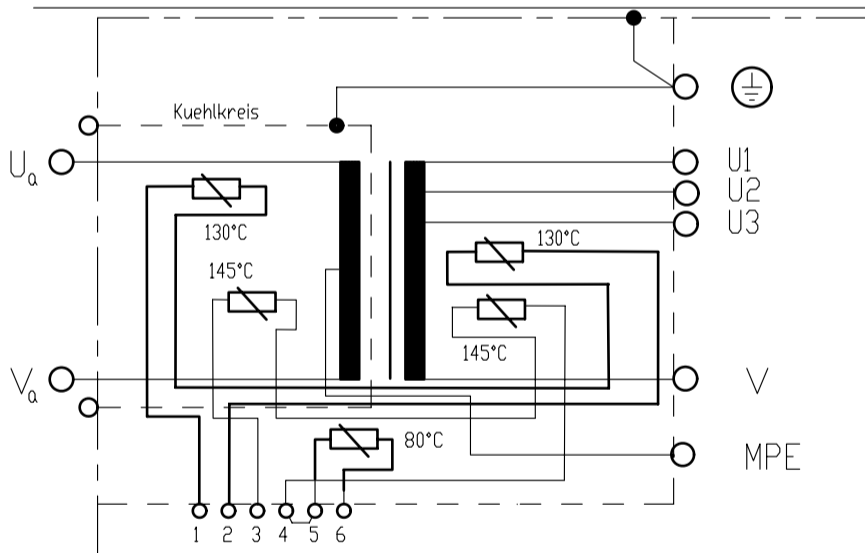 Kuehlkreis
Ua
U1
U2
U3
130°C
130°C
145°C
145°C
Va
V
80°C
MPE
1 2 3 4 5 6